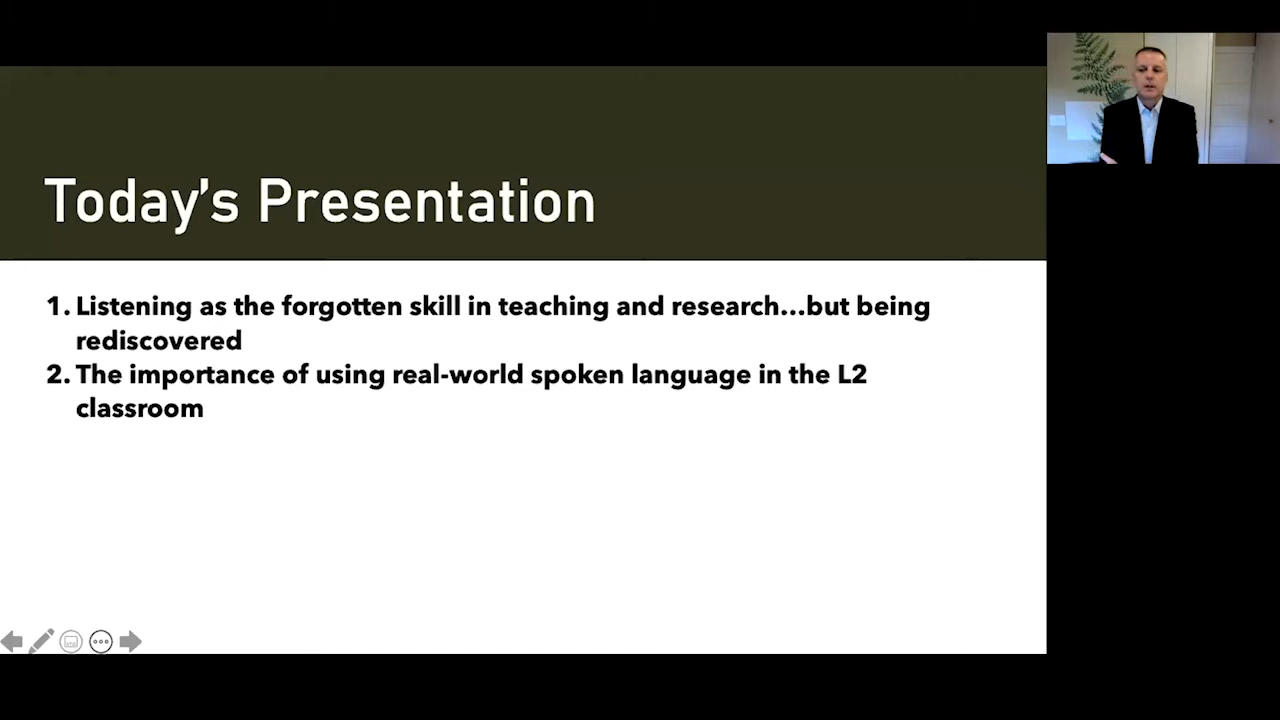 Today’s Presentation
1. Listening as the forgotten skill in teaching and research…but being
rediscovered
2. The importance of using real-world spoken language in the L2
classroom